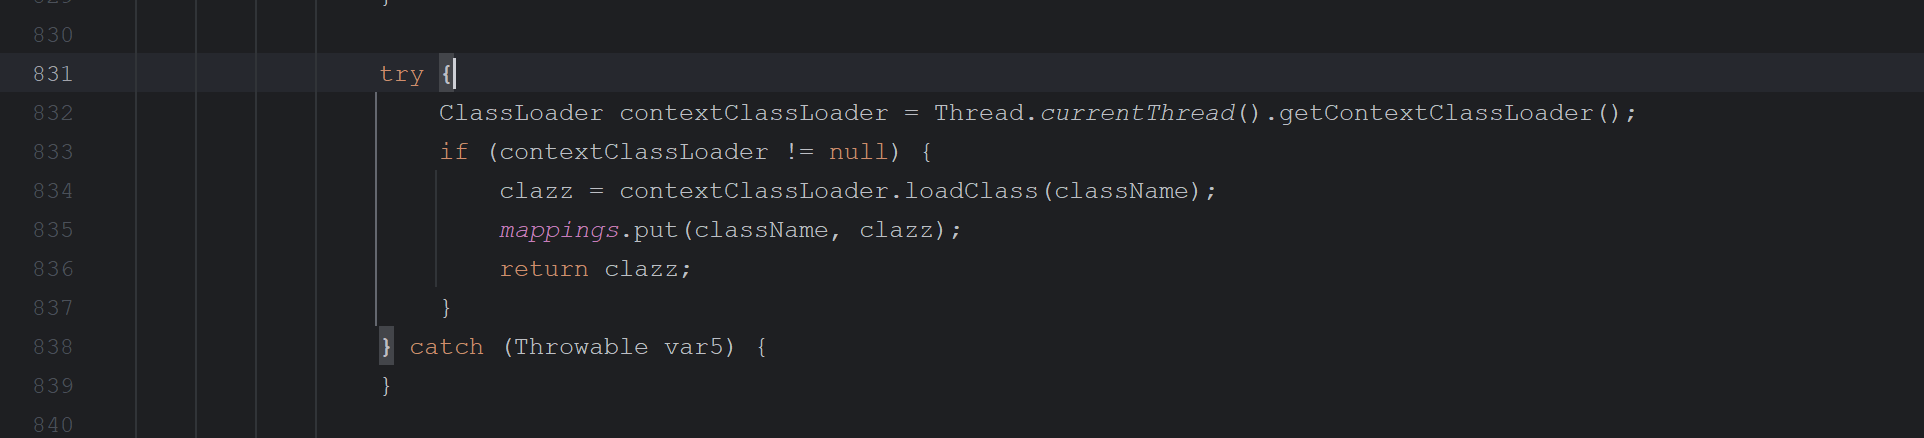 829 }
830
831 try {
832 ClassLoader contextClassLoader = Thread.currentThread().getContextClassLoader();
833 if (contextClassLoader != null) {
834 clazz = contextClassLoader.loadClass(className);
835 mappings.put(className, clazz);
836 return clazz;
837 }
838 } catch (Throwable var5) {
839 }
840